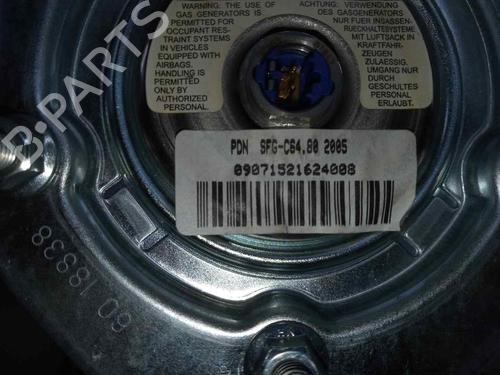 WARNING: THE USE OF
GAS GENERATORS IS
PERMITTED FOR
OCCUPANT RES-
TRAINT SYSTEMS
IN VEHICLES
EQUIPPED WITH
AIRBAGS.
HANDLING IS
PERMITTED
ONLY BY
AUTHORIZED
PERSONAL.
ACHTUNG: VERWENDUNG
DES GASGENERATORS
NUR FUER INSASSEN-
RUECKHALTESYSTEME
MIT LUFTSACK IN
KRAFTFAHR-
ZEUGEN
ZULAESSIG.
UMGANG NUR
DURCH
GESCHULTES
PERSONAL
ERLAUBT.
PDN SFG-C64.80 2005
09071521624008
60 18838
B-PARTS